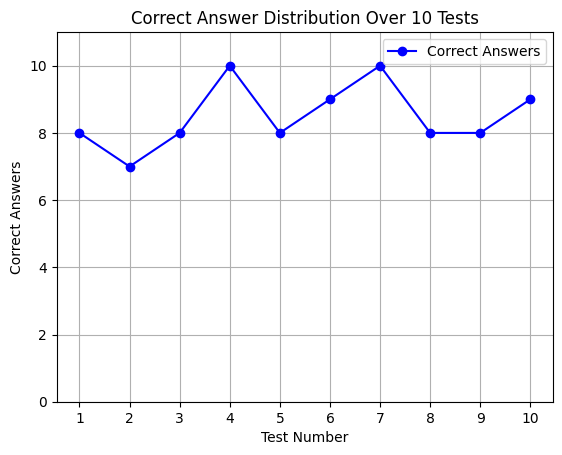 Correct Answer Distribution Over 10 Tests
Correct Answers
Correct Answers
10
8
6
4
2
0
1 2 3 4 5 6 7 8 9 10
Test Number